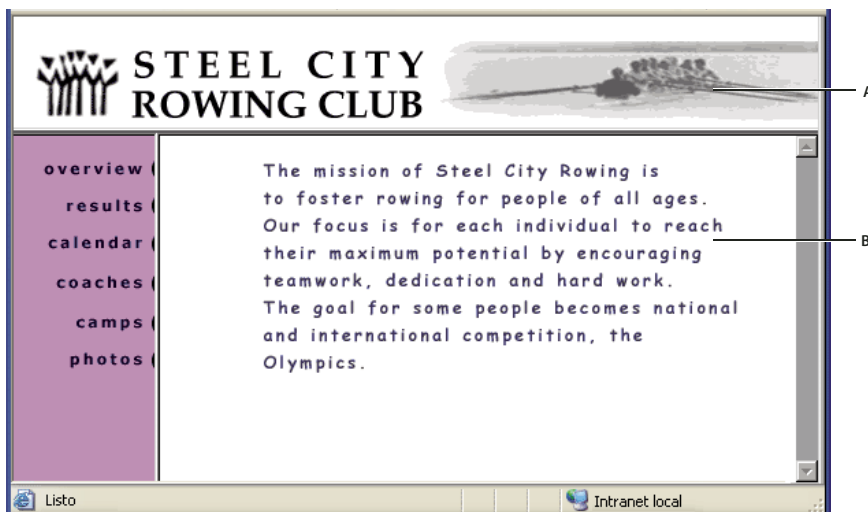 STEEL CITY
ROWING CLUB
A
overview
results
calendar
coaches
camps
photos
The mission of Steel City Rowing is
to foster rowing for people of all ages.
Our focus is for each individual to reach
their maximum potential by encouraging
teamwork, dedication and hard work.
The goal for some people becomes national
and international competition, the
Olympics.
B
Listo
Intranet local